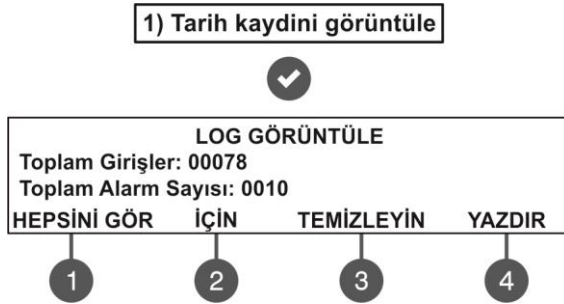 1) Tarih kaydini görüntüle
LOG GÖRÜNTÜLE
Toplam Girişler: 00078
Toplam Alarm Sayısı: 0010
HEPSİNİ GÖR İÇİN TEMİZLEYİN YAZDIR
1 2 3 4